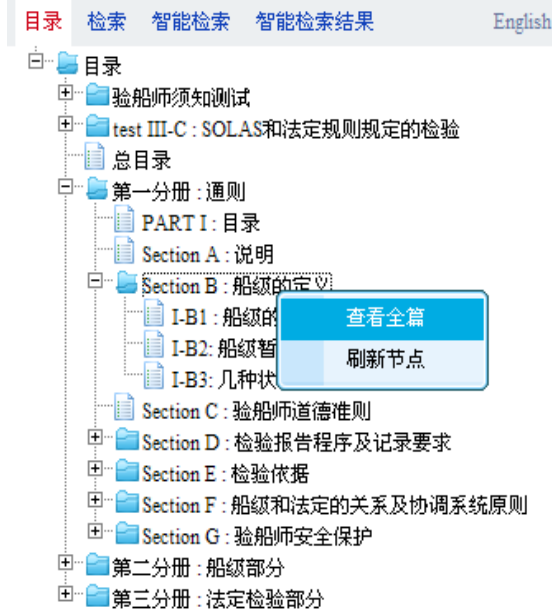 目录 检索 智能检索 智能检索结果 English
目录
验船师须知测试
test III-C : SOLAS和法定规则规定的检验
总目录
第一分册 : 通则
PART I : 目录
Section A : 说明
Section B : 船级的定义
I-B1 : 船级的
查看全篇
I-B2: 船级暂
刷新节点
I-B3: 几种状
Section C : 验船师道德准则
Section D : 检验报告程序及记录要求
Section E : 检验依据
Section F : 船级和法定的关系及协调系统原则
Section G : 验船师安全保护
第二分册 : 船级部分
第三分册 : 法定检验部分